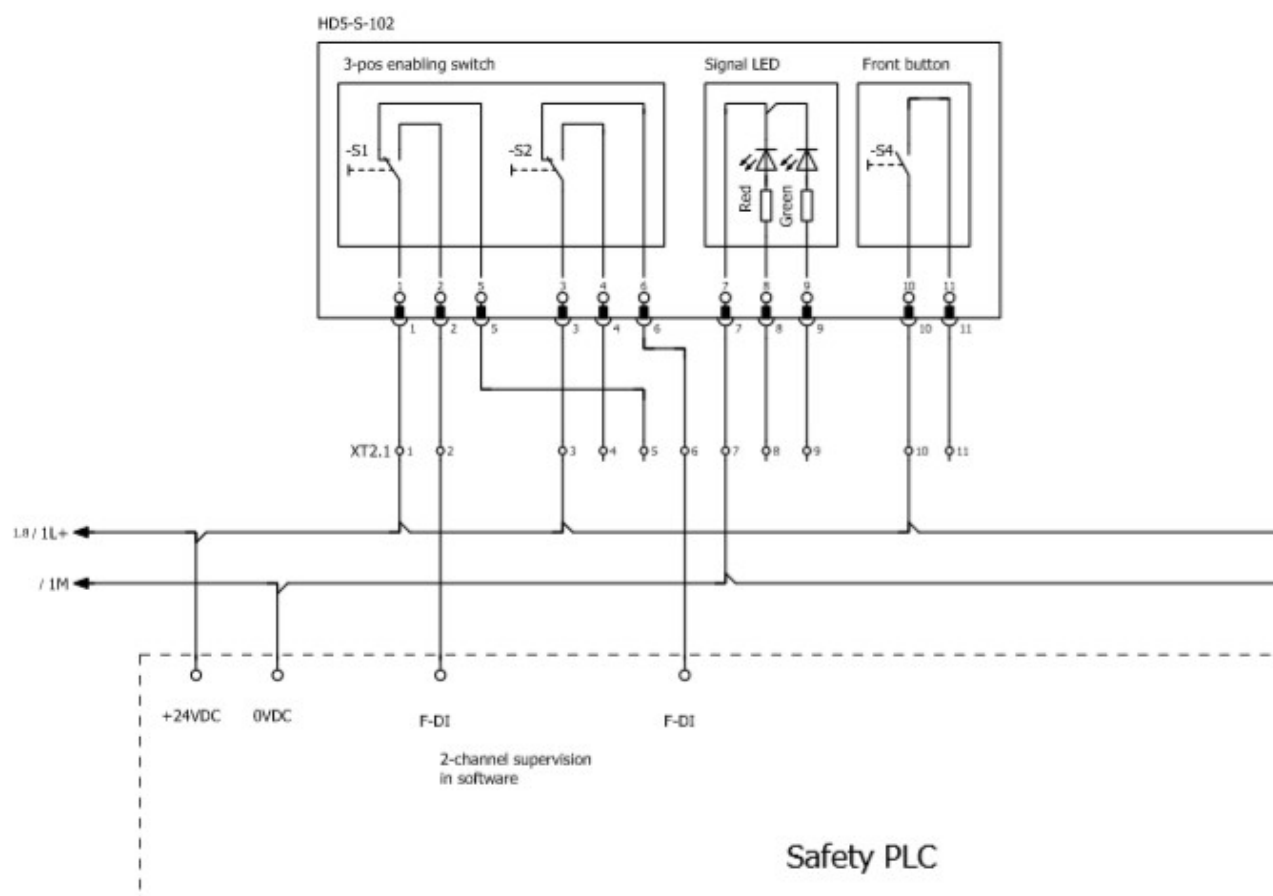 HD5-S-102
3-pos enabling switch
Signal LED
Front button
-S1
-S2
-S4
Red
Green
1 2 5 3 4 6 7 8 9 10 11
1 2 5 3 4 6 7 8 9 10 11
XT2.1 1 2 3 4 5 6 7 8 9 10 11
1.8 / 1L+
/ 1M
+24VDC
0VDC
F-DI
F-DI
2-channel supervision
in software
Safety PLC